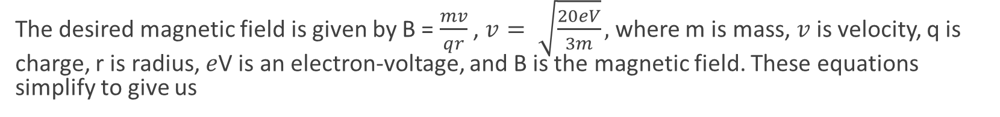 The desired magnetic field is given by B = \frac{mv}{qr}, v = \sqrt{\frac{20eV}{3m}}, where m is mass, v is velocity, q is
charge, r is radius, eV is an electron-voltage, and B is the magnetic field. These equations
simplify to give us